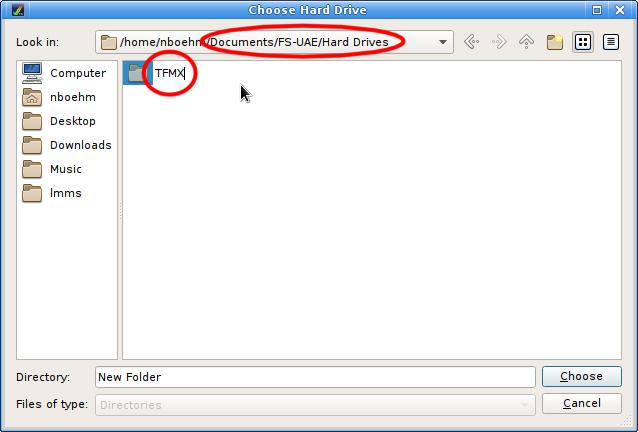 Choose Hard Drive
Look in: /home/nboehm/Documents/FS-UAE/Hard Drives
Computer
nboehm
Desktop
Downloads
Music
lmms
TFMX
Directory: New Folder
Choose
Files of type: Directories
Cancel